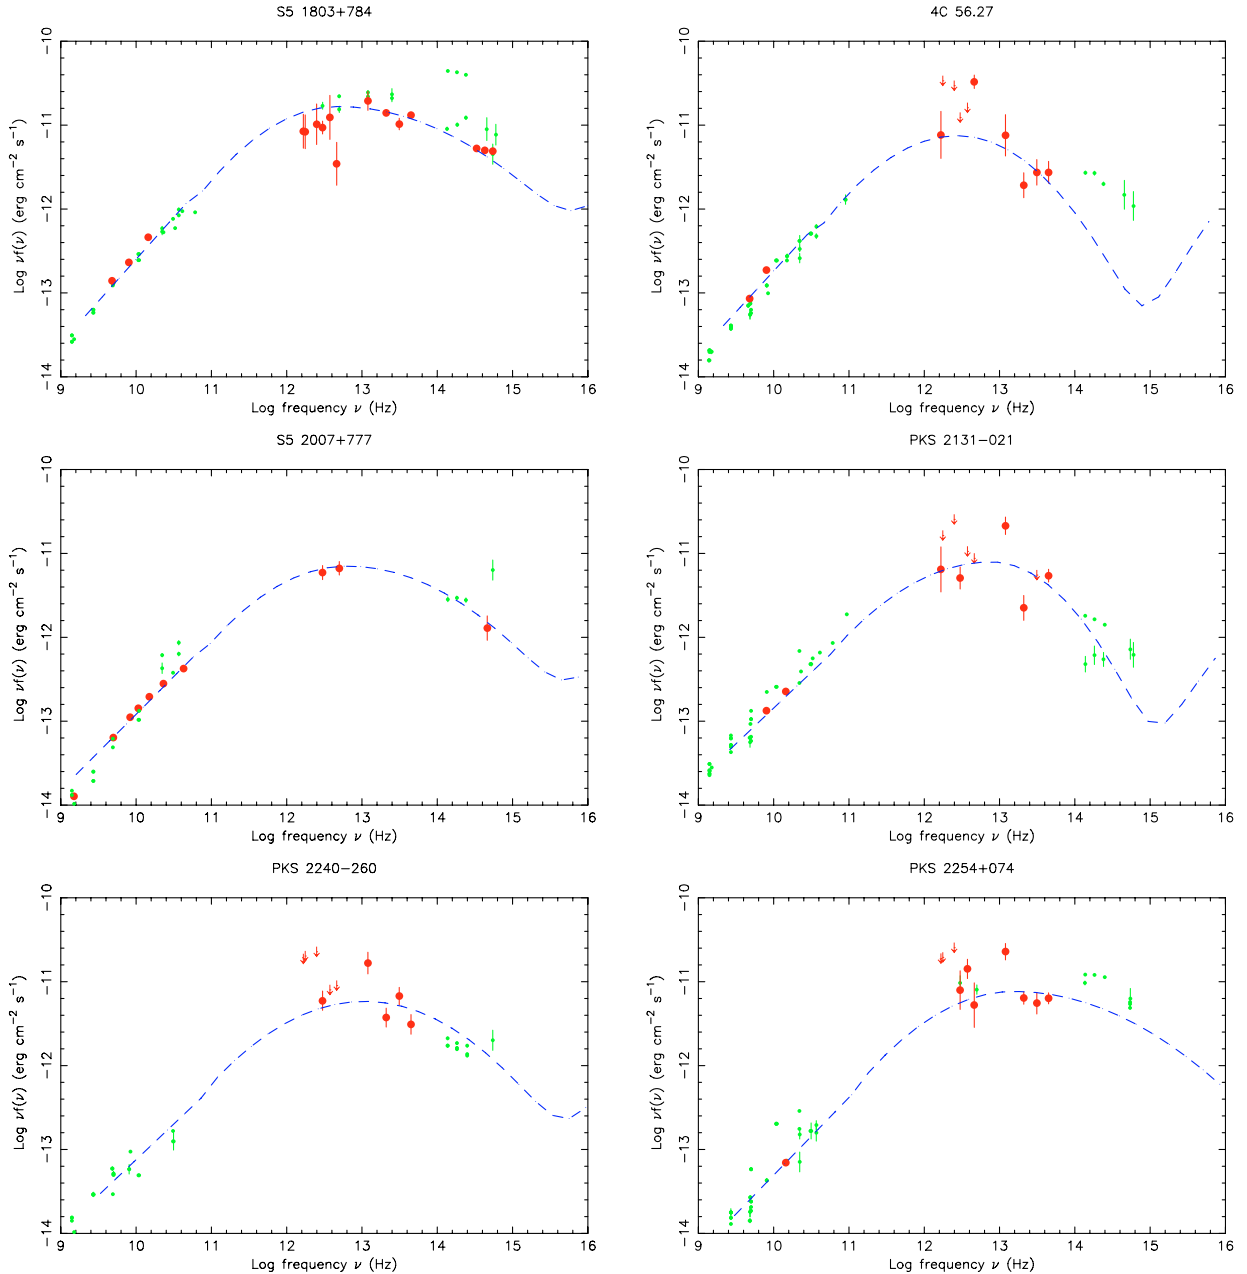 S5 1803+784
Log νf(ν) (erg cm⁻² s⁻¹)
−10
−11
−12
−13
−14
9 10 11 12 13 14 15 16
Log frequency ν (Hz)
4C 56.27
Log νf(ν) (erg cm⁻² s⁻¹)
−10
−11
−12
−13
−14
9 10 11 12 13 14 15 16
Log frequency ν (Hz)
S5 2007+777
Log νf(ν) (erg cm⁻² s⁻¹)
−10
−11
−12
−13
−14
9 10 11 12 13 14 15 16
Log frequency ν (Hz)
PKS 2131−021
Log νf(ν) (erg cm⁻² s⁻¹)
−10
−11
−12
−13
−14
9 10 11 12 13 14 15 16
Log frequency ν (Hz)
PKS 2240−260
Log νf(ν) (erg cm⁻² s⁻¹)
−10
−11
−12
−13
−14
9 10 11 12 13 14 15 16
Log frequency ν (Hz)
PKS 2254+074
Log νf(ν) (erg cm⁻² s⁻¹)
−10
−11
−12
−13
−14
9 10 11 12 13 14 15 16
Log frequency ν (Hz)